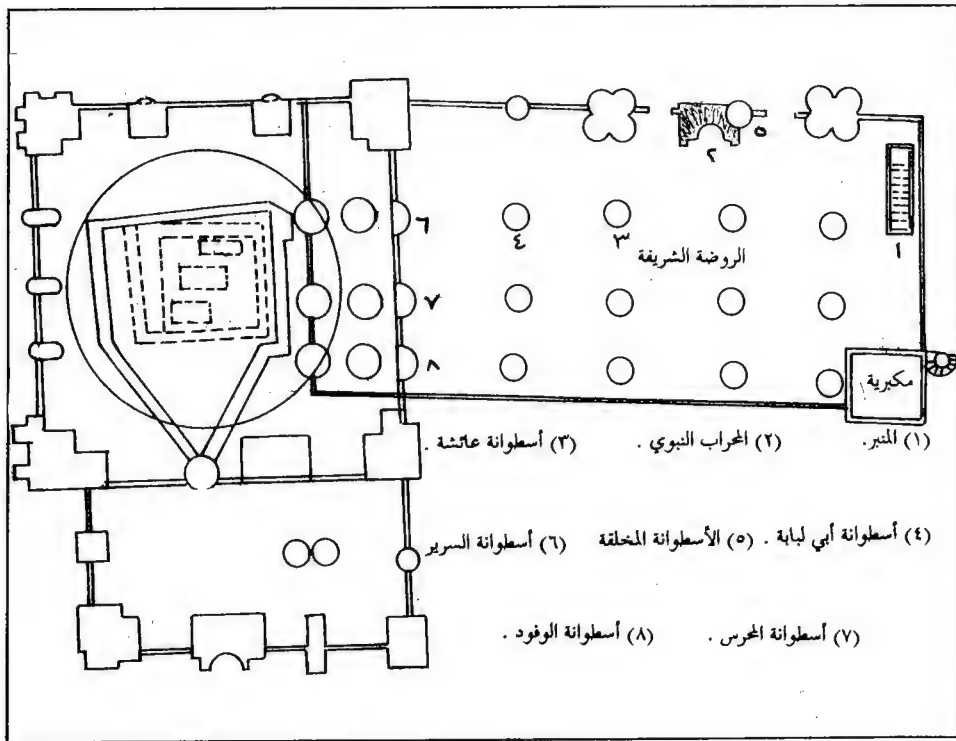 ٥
٢
٦
٤
٣
١
الروضة الشريفة
٧
٨
مكبرية
(١) المنبر. (٢) المحراب النبوي . (٣) أسطوانة عائشة .
(٤) أسطوانة أبي لبابة . (٥) الأسطوانة المخلقة (٦) أسطوانة السرير
(٧) أسطوانة المحرس . (٨) أسطوانة الوفود .